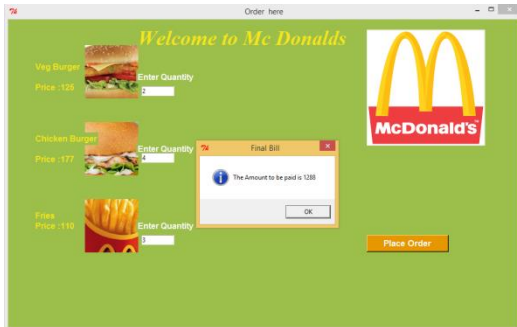 Order here
Welcome to Mc Donalds
Veg Burger
Price :126
Enter Quantity
2
McDonald's
Chicken Burger
Price :177
Enter Quantity
4
Final Bill
The Amount to be paid is 1288
OK
Fries
Price :110
Enter Quantity
3
Place Order